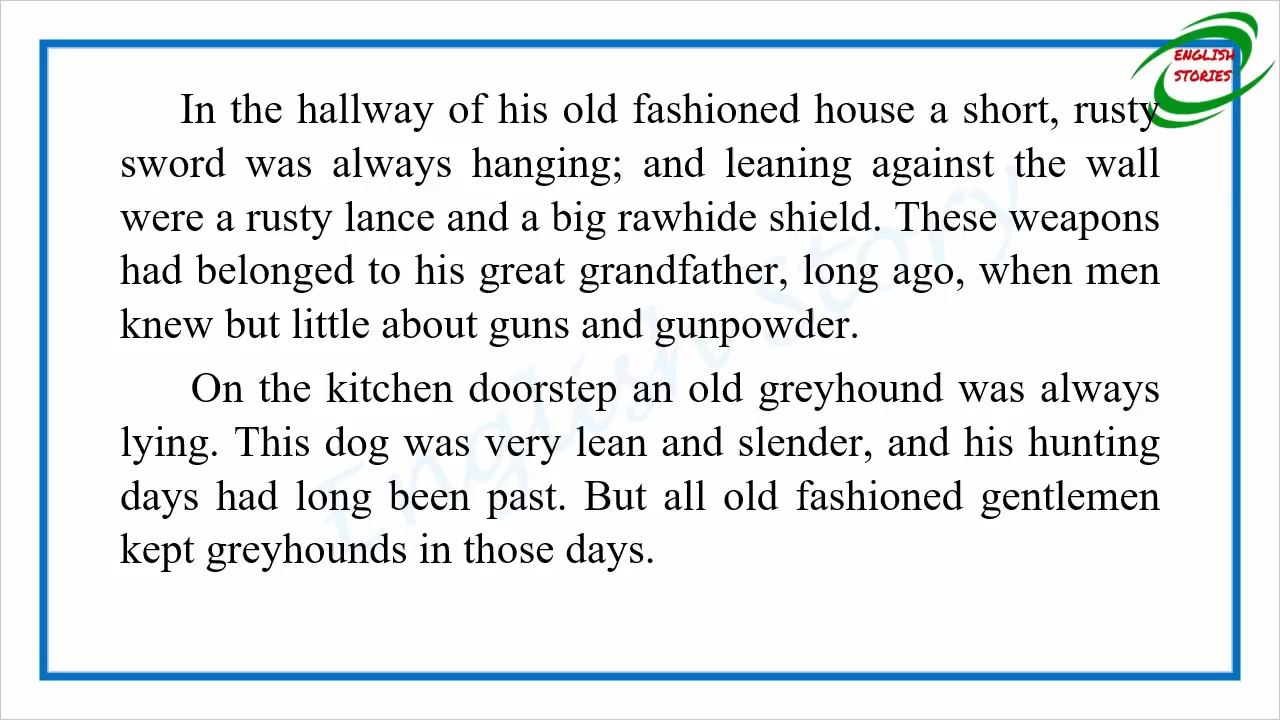 ENGLISH
STORIES
In the hallway of his old fashioned house a short, rusty
sword was always hanging; and leaning against the wall
were a rusty lance and a big rawhide shield. These weapons
had belonged to his great grandfather, long ago, when men
knew but little about guns and gunpowder.
On the kitchen doorstep an old greyhound was always
lying. This dog was very lean and slender, and his hunting
days had long been past. But all old fashioned gentlemen
kept greyhounds in those days.
English Story